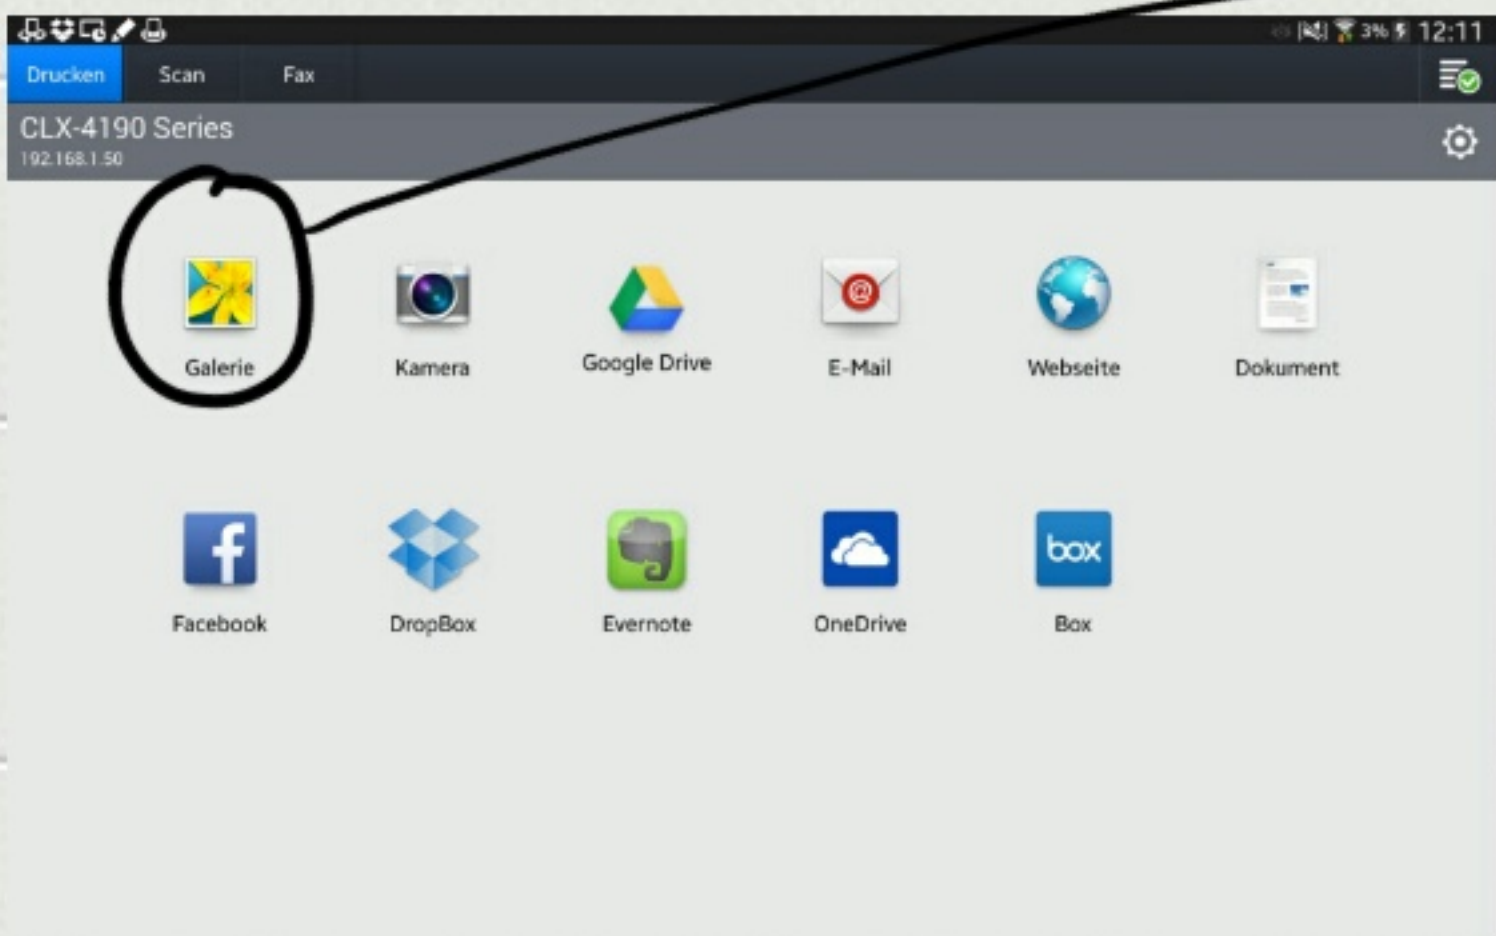 3% 12:11
Drucken Scan Fax
CLX-4190 Series
192.168.1.50
Galerie Kamera Google Drive E-Mail Webseite Dokument
box
Facebook DropBox Evernote OneDrive Box